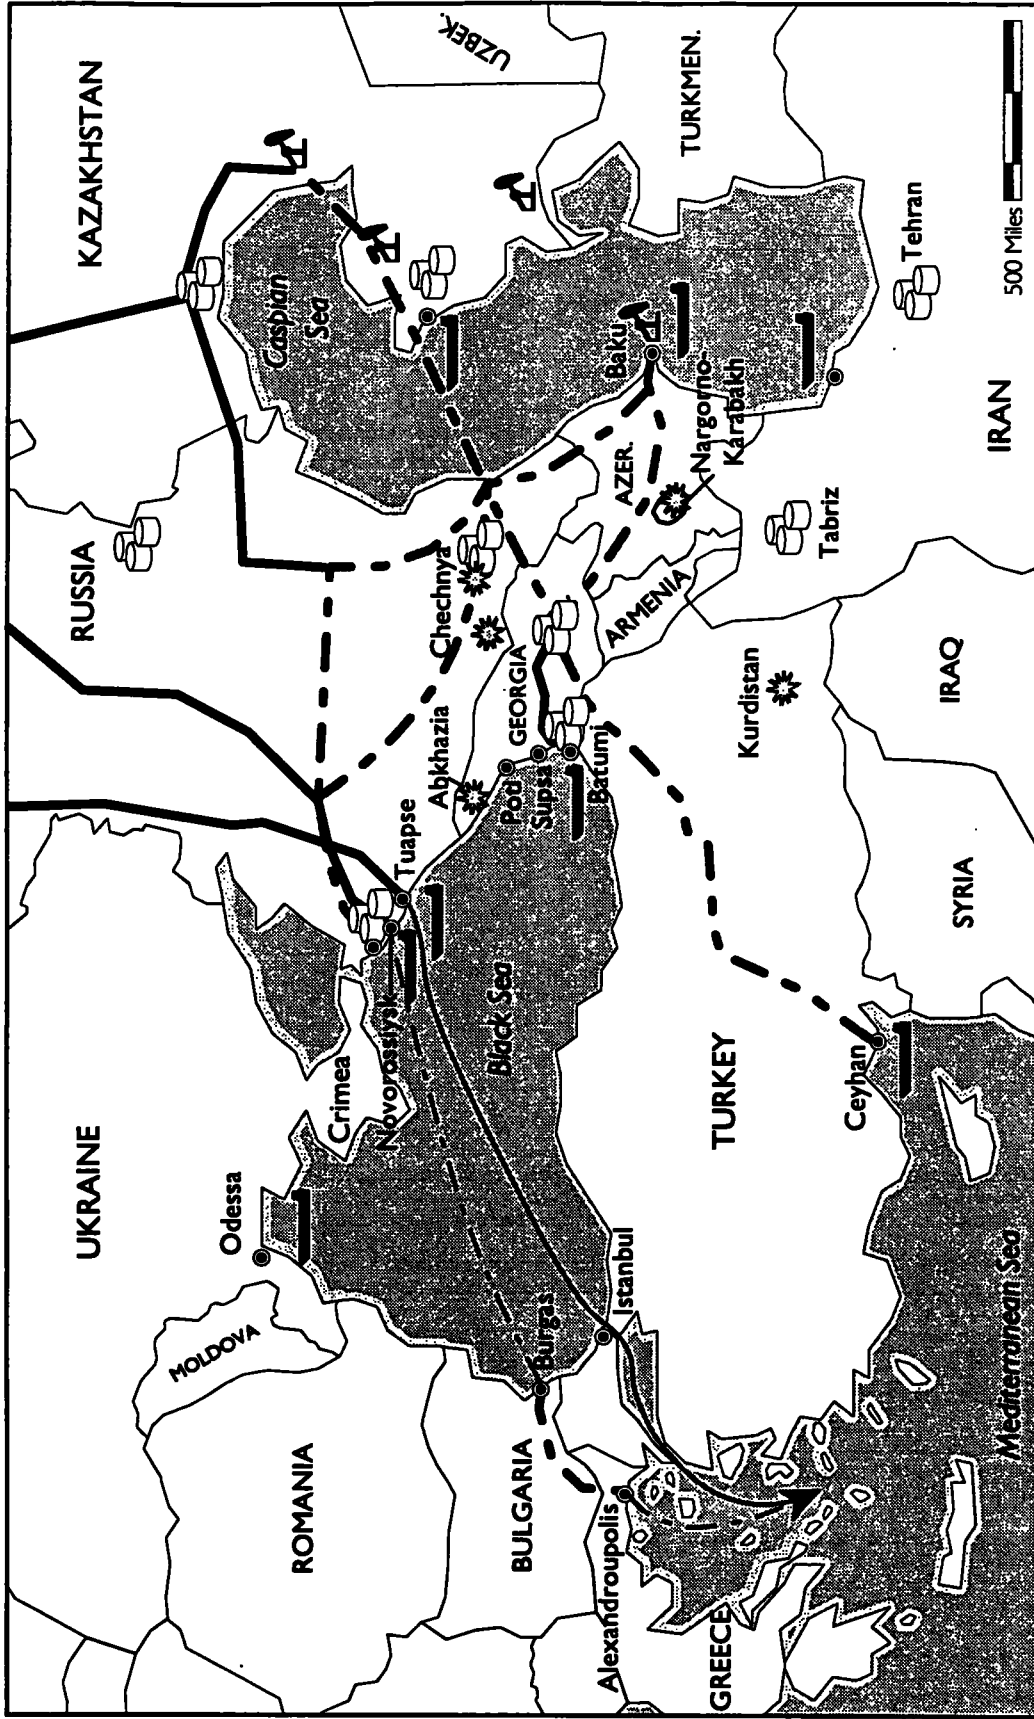 UKRAINE
RUSSIA
KAZAKHSTAN
UZBEK.
MOLDOVA
Odessa
Crimea
Novorossiysk
Tuapse
Chechnya
Caspian
Sea
ROMANIA
Abkhazia
BULGARIA
Burgas
Black Sea
Pod
Supsa
Batumi
GEORGIA
AZER.
Baku
Nargorno-
Karabakh
TURKMEN.
ARMENIA
Alexandroupolis
Istanbul
GREECE
TURKEY
Kurdistan
Tabriz
Tehran
Ceyhan
SYRIA
IRAQ
IRAN
Mediterranean Sea
500 Miles